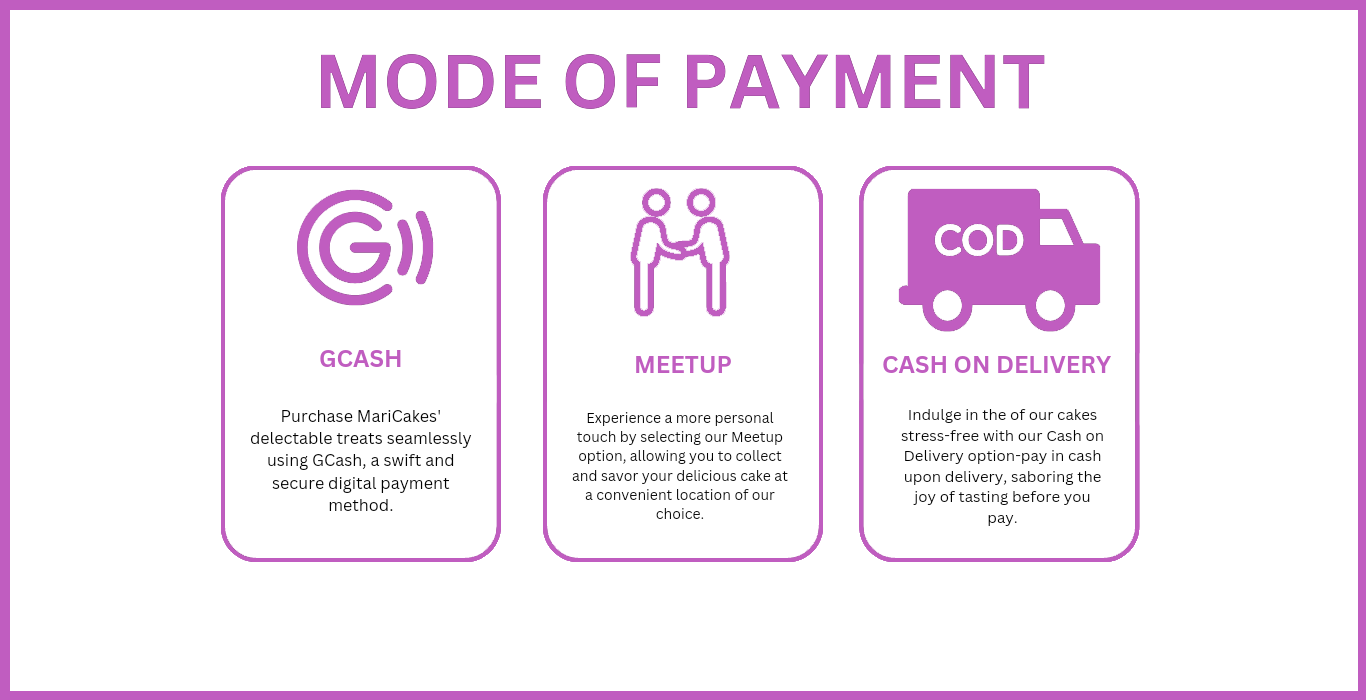 MODE OF PAYMENT
GCASH
Purchase MariCakes'
delectable treats seamlessly
using GCash, a swift and
secure digital payment
method.
MEETUP
Experience a more personal
touch by selecting our Meetup
option, allowing you to collect
and savor your delicious cake at
a convenient location of our
choice.
COD
CASH ON DELIVERY
Indulge in the of our cakes
stress-free with our Cash on
Delivery option-pay in cash
upon delivery, saboring the
joy of tasting before you
pay.